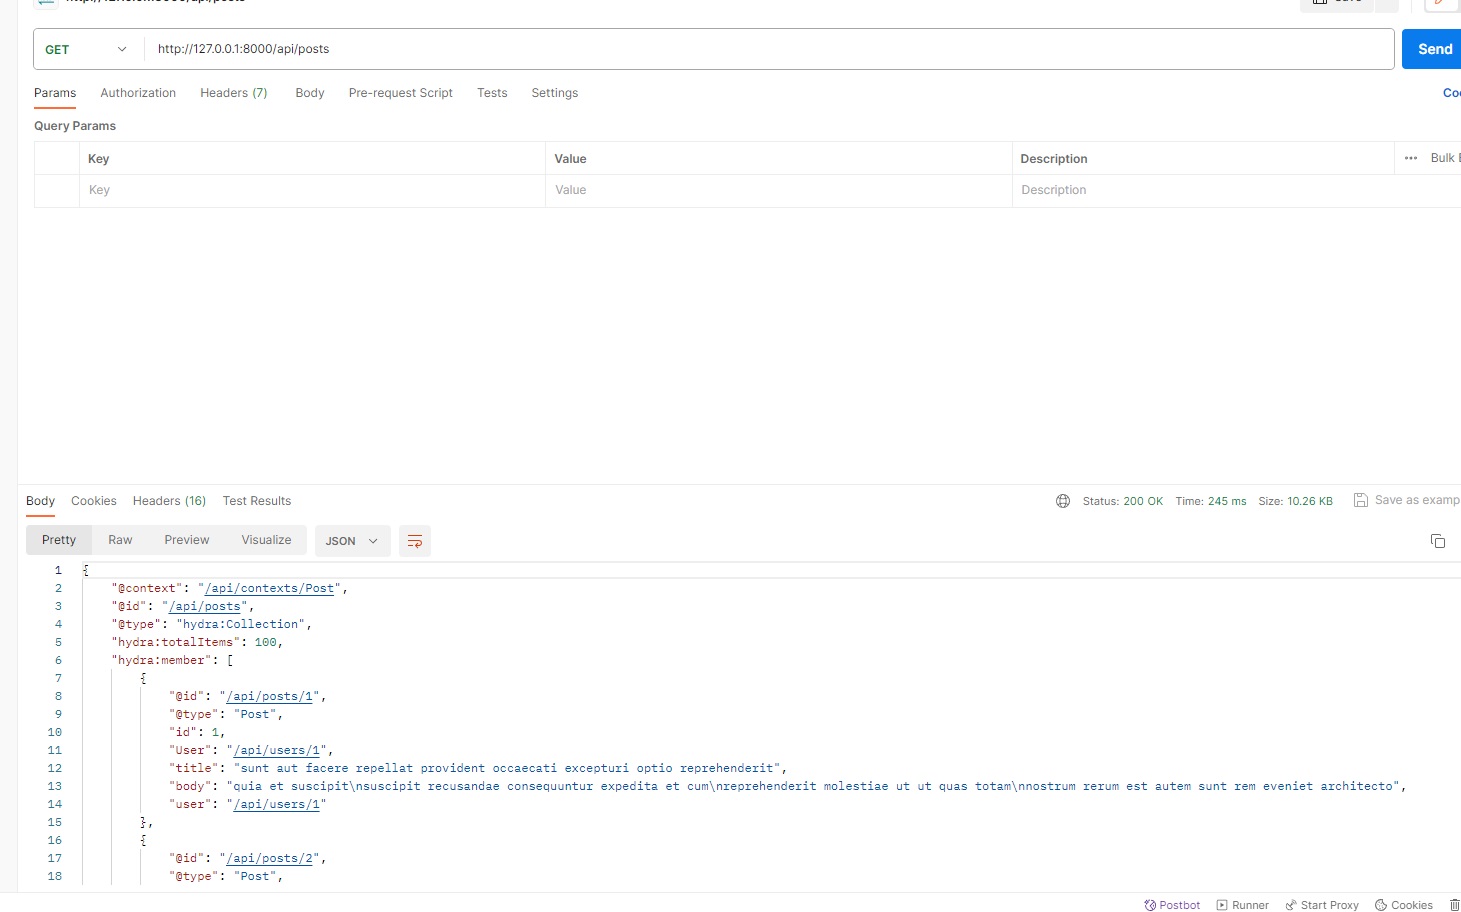 GET http://127.0.0.1:8000/api/posts Send
Params Authorization Headers (7) Body Pre-request Script Tests Settings
Query Params
Key Value Description Bulk
Key Value Description
Body Cookies Headers (16) Test Results Status: 200 OK Time: 245 ms Size: 10.26 KB Save as examp
Pretty Raw Preview Visualize JSON
1 {
2 "@context": "/api/contexts/Post",
3 "@id": "/api/posts",
4 "@type": "hydra:Collection",
5 "hydra:totalItems": 100,
6 "hydra:member": [
7 {
8 "@id": "/api/posts/1",
9 "@type": "Post",
10 "id": 1,
11 "User": "/api/users/1",
12 "title": "sunt aut facere repellat provident occaecati excepturi optio reprehenderit",
13 "body": "quia et suscipit\nsuscipit recusandae consequuntur expedita et cum\nreprehenderit molestiae ut ut quas totam\nnostrum rerum est autem sunt rem eveniet architecto",
14 "user": "/api/users/1"
15 },
16 {
17 "@id": "/api/posts/2",
18 "@type": "Post",
Postbot Runner Start Proxy Cookies